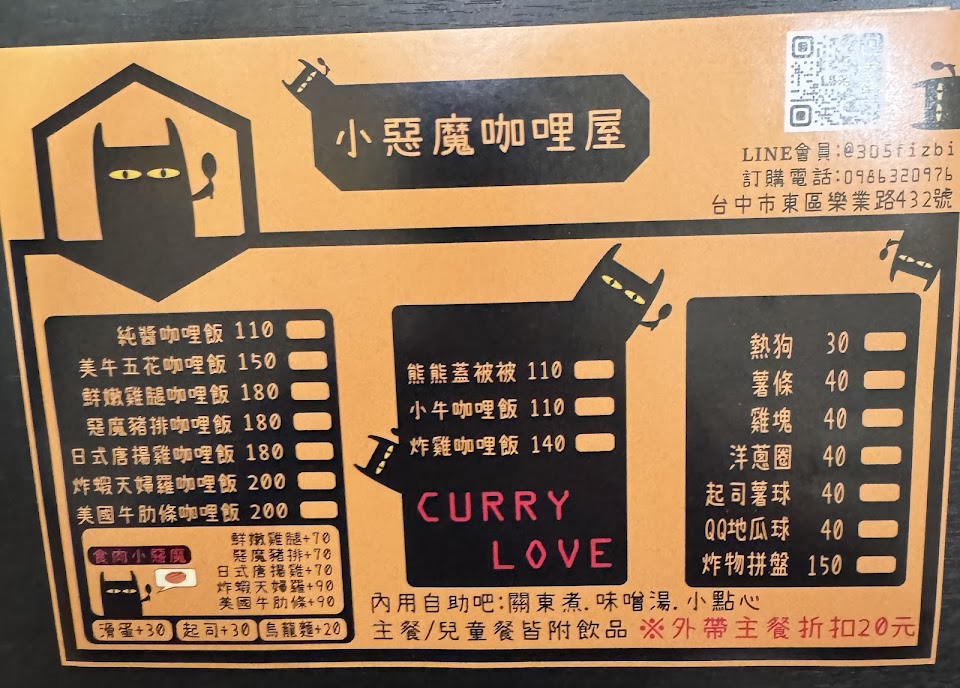 小惡魔咖哩屋
LINE會員:@305fizbi
訂購電話:0986320976
台中市東區樂業路432號
純醬咖哩飯 110
美牛五花咖哩飯 150
鮮嫩雞腿咖哩飯 180
惡魔豬排咖哩飯 180
日式唐揚雞咖哩飯 180
炸蝦天婦羅咖哩飯 200
美國牛肋條咖哩飯 200
食肉小惡魔
鮮嫩雞腿+70
惡魔豬排+70
日式唐揚雞+70
炸蝦天婦羅+90
美國牛肋條+90
滑蛋+30 起司+30 烏龍麵+20
熊熊蓋被被 110
小牛咖哩飯 110
炸雞咖哩飯 140
CURRY
LOVE
熱狗 30
薯條 40
雞塊 40
洋蔥圈 40
起司薯球 40
QQ地瓜球 40
炸物拼盤 150
內用自助吧:關東煮.味噌湯.小點心
主餐/兒童餐皆附飲品 ※外帶主餐折扣20元